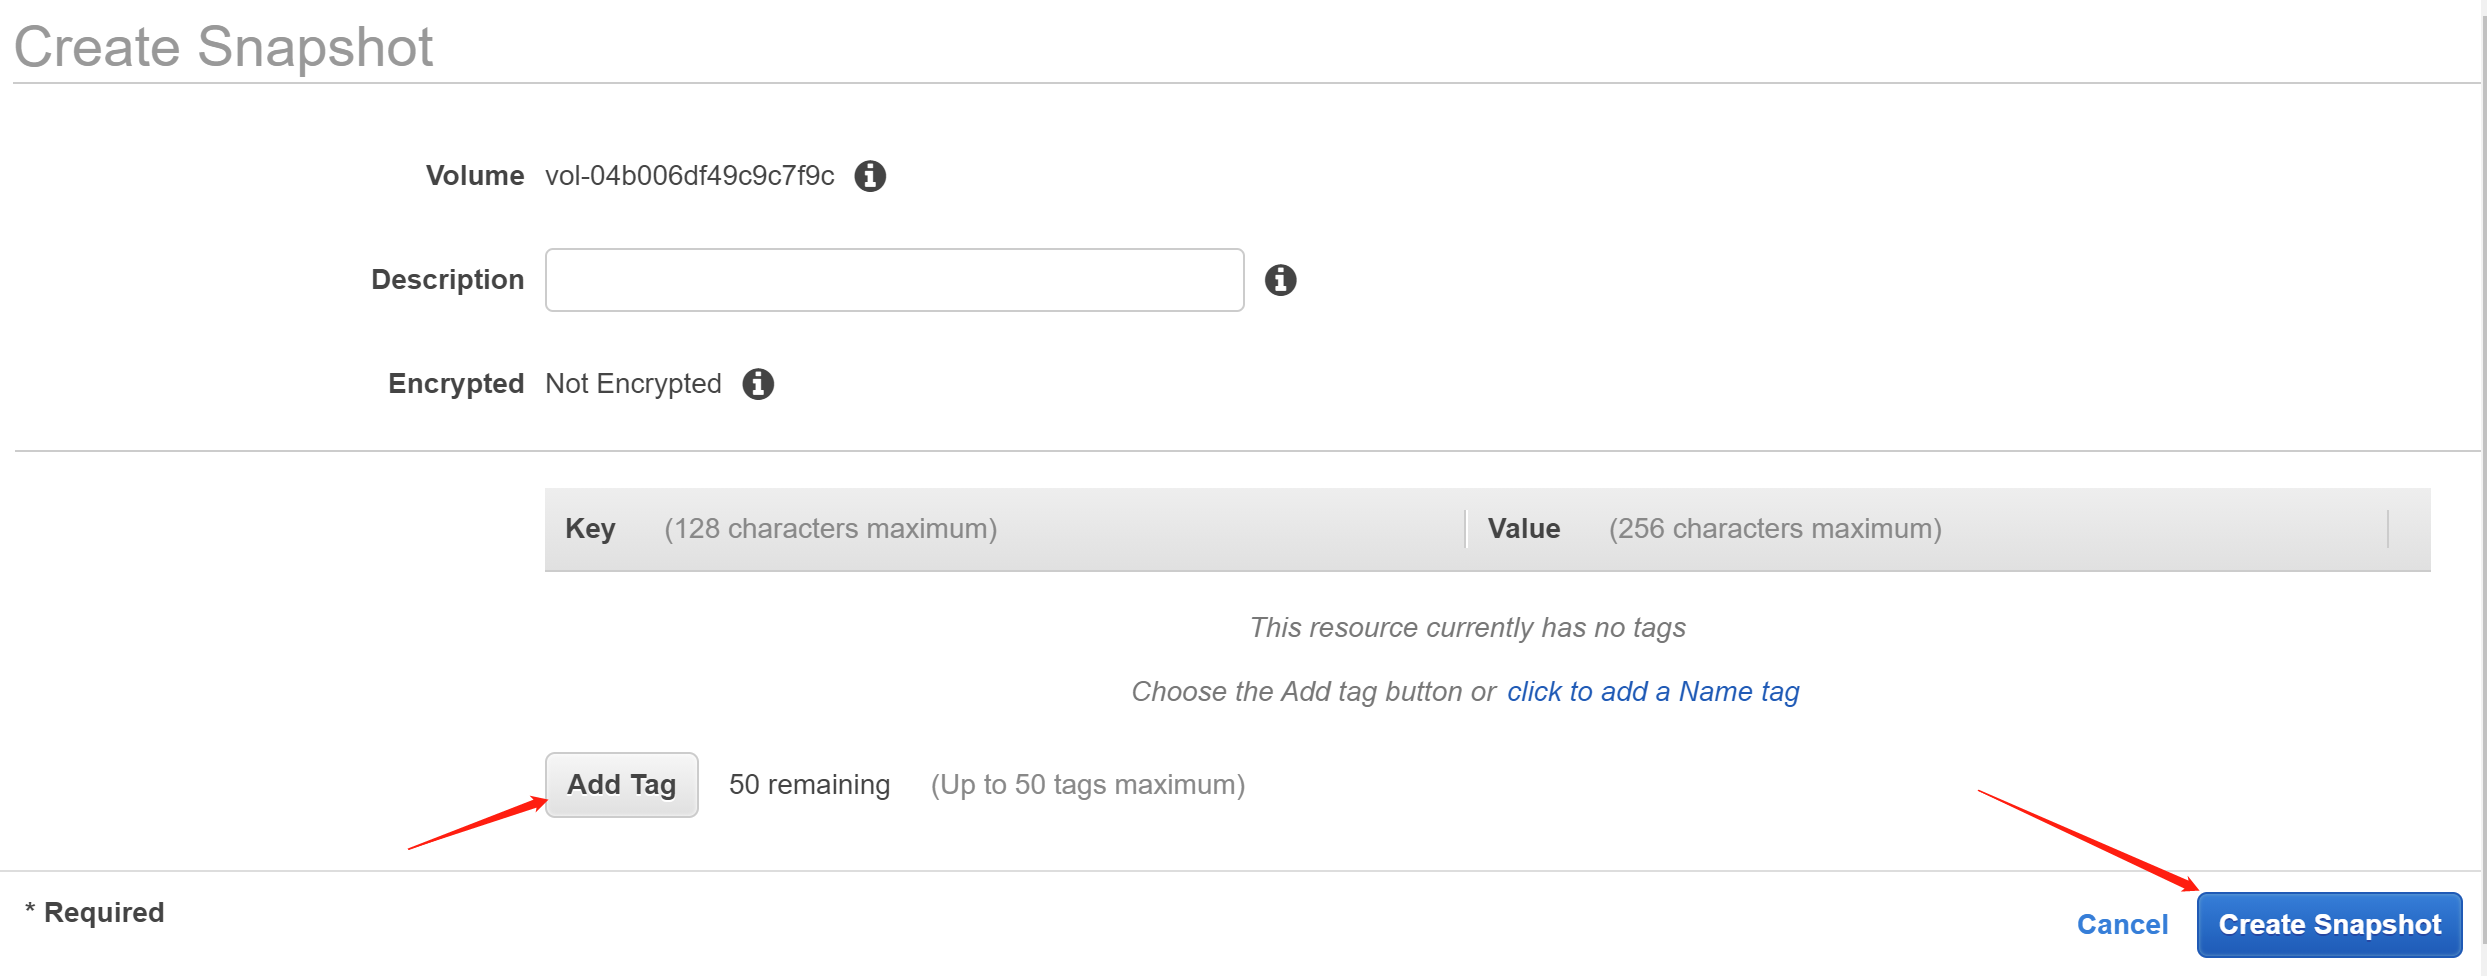 Create Snapshot
Volume vol-04b006df49c9c7f9c
Description
Encrypted Not Encrypted
Key (128 characters maximum) Value (256 characters maximum)
This resource currently has no tags
Choose the Add tag button or click to add a Name tag
Add Tag 50 remaining (Up to 50 tags maximum)
* Required
Cancel Create Snapshot